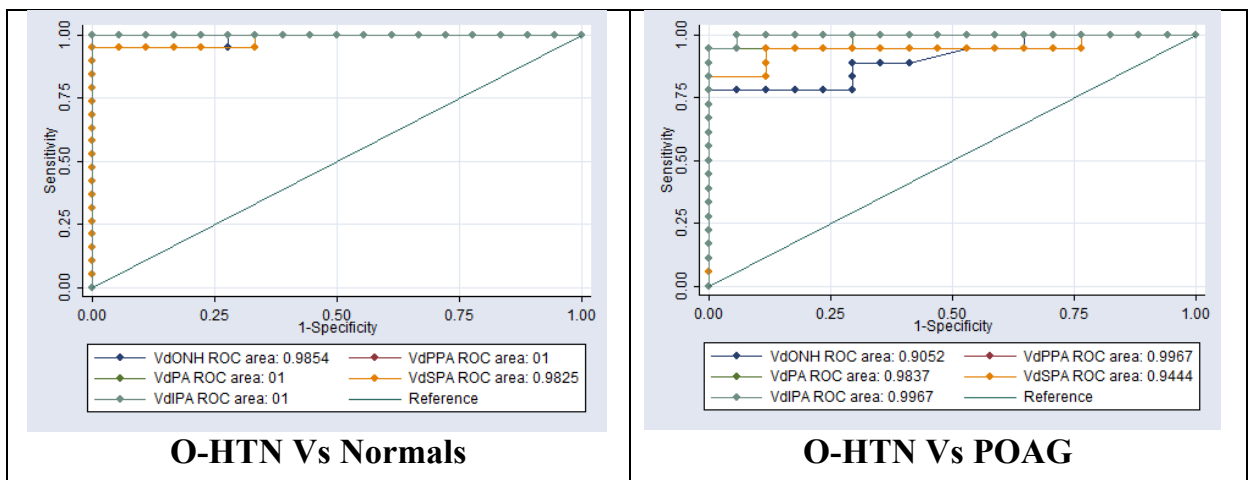 Sensitivity
1.00
0.75
0.50
0.25
0.00
0.00 0.25 0.50 0.75 1.00
1-Specificity
VdONH ROC area: 0.9854 VdPPA ROC area: 01
VdPA ROC area: 01 VdSPA ROC area: 0.9825
VdIPA ROC area: 01 Reference
O-HTN Vs Normals
Sensitivity
1.00
0.75
0.50
0.25
0.00
0.00 0.25 0.50 0.75 1.00
1-Specificity
VdONH ROC area: 0.9052 VdPPA ROC area: 0.9967
VdPA ROC area: 0.9837 VdSPA ROC area: 0.9444
VdIPA ROC area: 0.9967 Reference
O-HTN Vs POAG